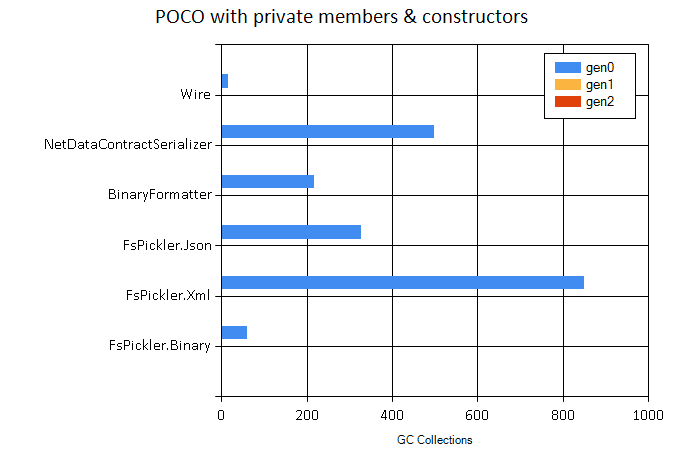 POCO with private members & constructors
gen0
gen1
gen2
Wire
NetDataContractSerializer
BinaryFormatter
FsPickler.Json
FsPickler.Xml
FsPickler.Binary
0 200 400 600 800 1000
GC Collections